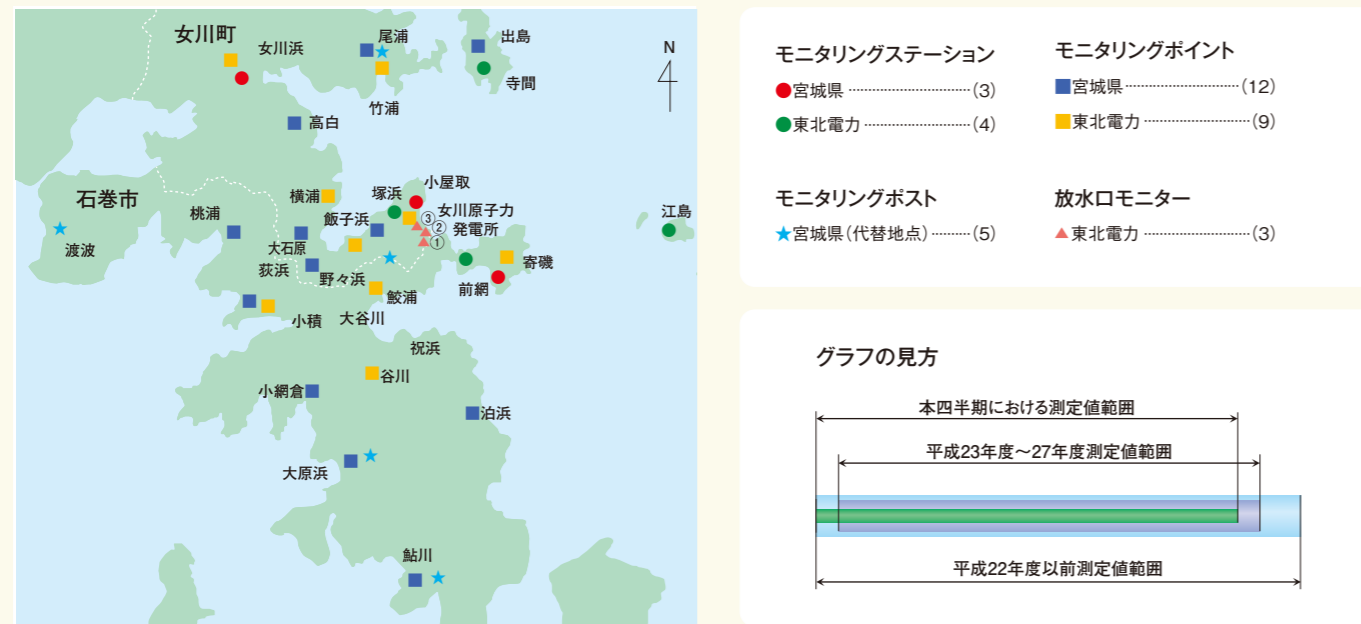 女川町
女川浜
尾浦
出島
N
寺間
竹浦
高白
小屋取
塚浜
横浦
石巻市
桃浦
飯子浜
③
女川原子力
発電所
②
①
江島
渡波
大石原
荻浜
野々浜
寄磯
前網
鮫浦
小積
大谷川
祝浜
谷川
小網倉
泊浜
大原浜
鮎川
モニタリングステーション
●宮城県 ……………………(3)
●東北電力 …………………(4)
モニタリングポイント
■宮城県 ……………………(12)
■東北電力 …………………(9)
モニタリングポスト
★宮城県(代替地点) ………(5)
放水口モニター
▲東北電力 …………………(3)
グラフの見方
本四半期における測定値範囲
平成23年度～27年度測定値範囲
平成22年度以前測定値範囲